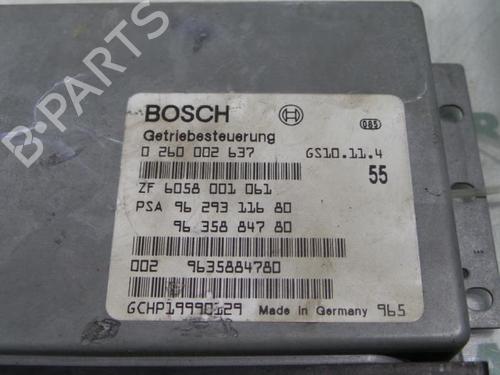 B-PARTS
BOSCH
085
Getriebesteuerung
0 260 002 637 GS10.11.4
55
ZF 6058 001 061
PSA 96 293 116 80
96 358 847 80
002 9635884780
GCHP19990129 Made in Germany 965